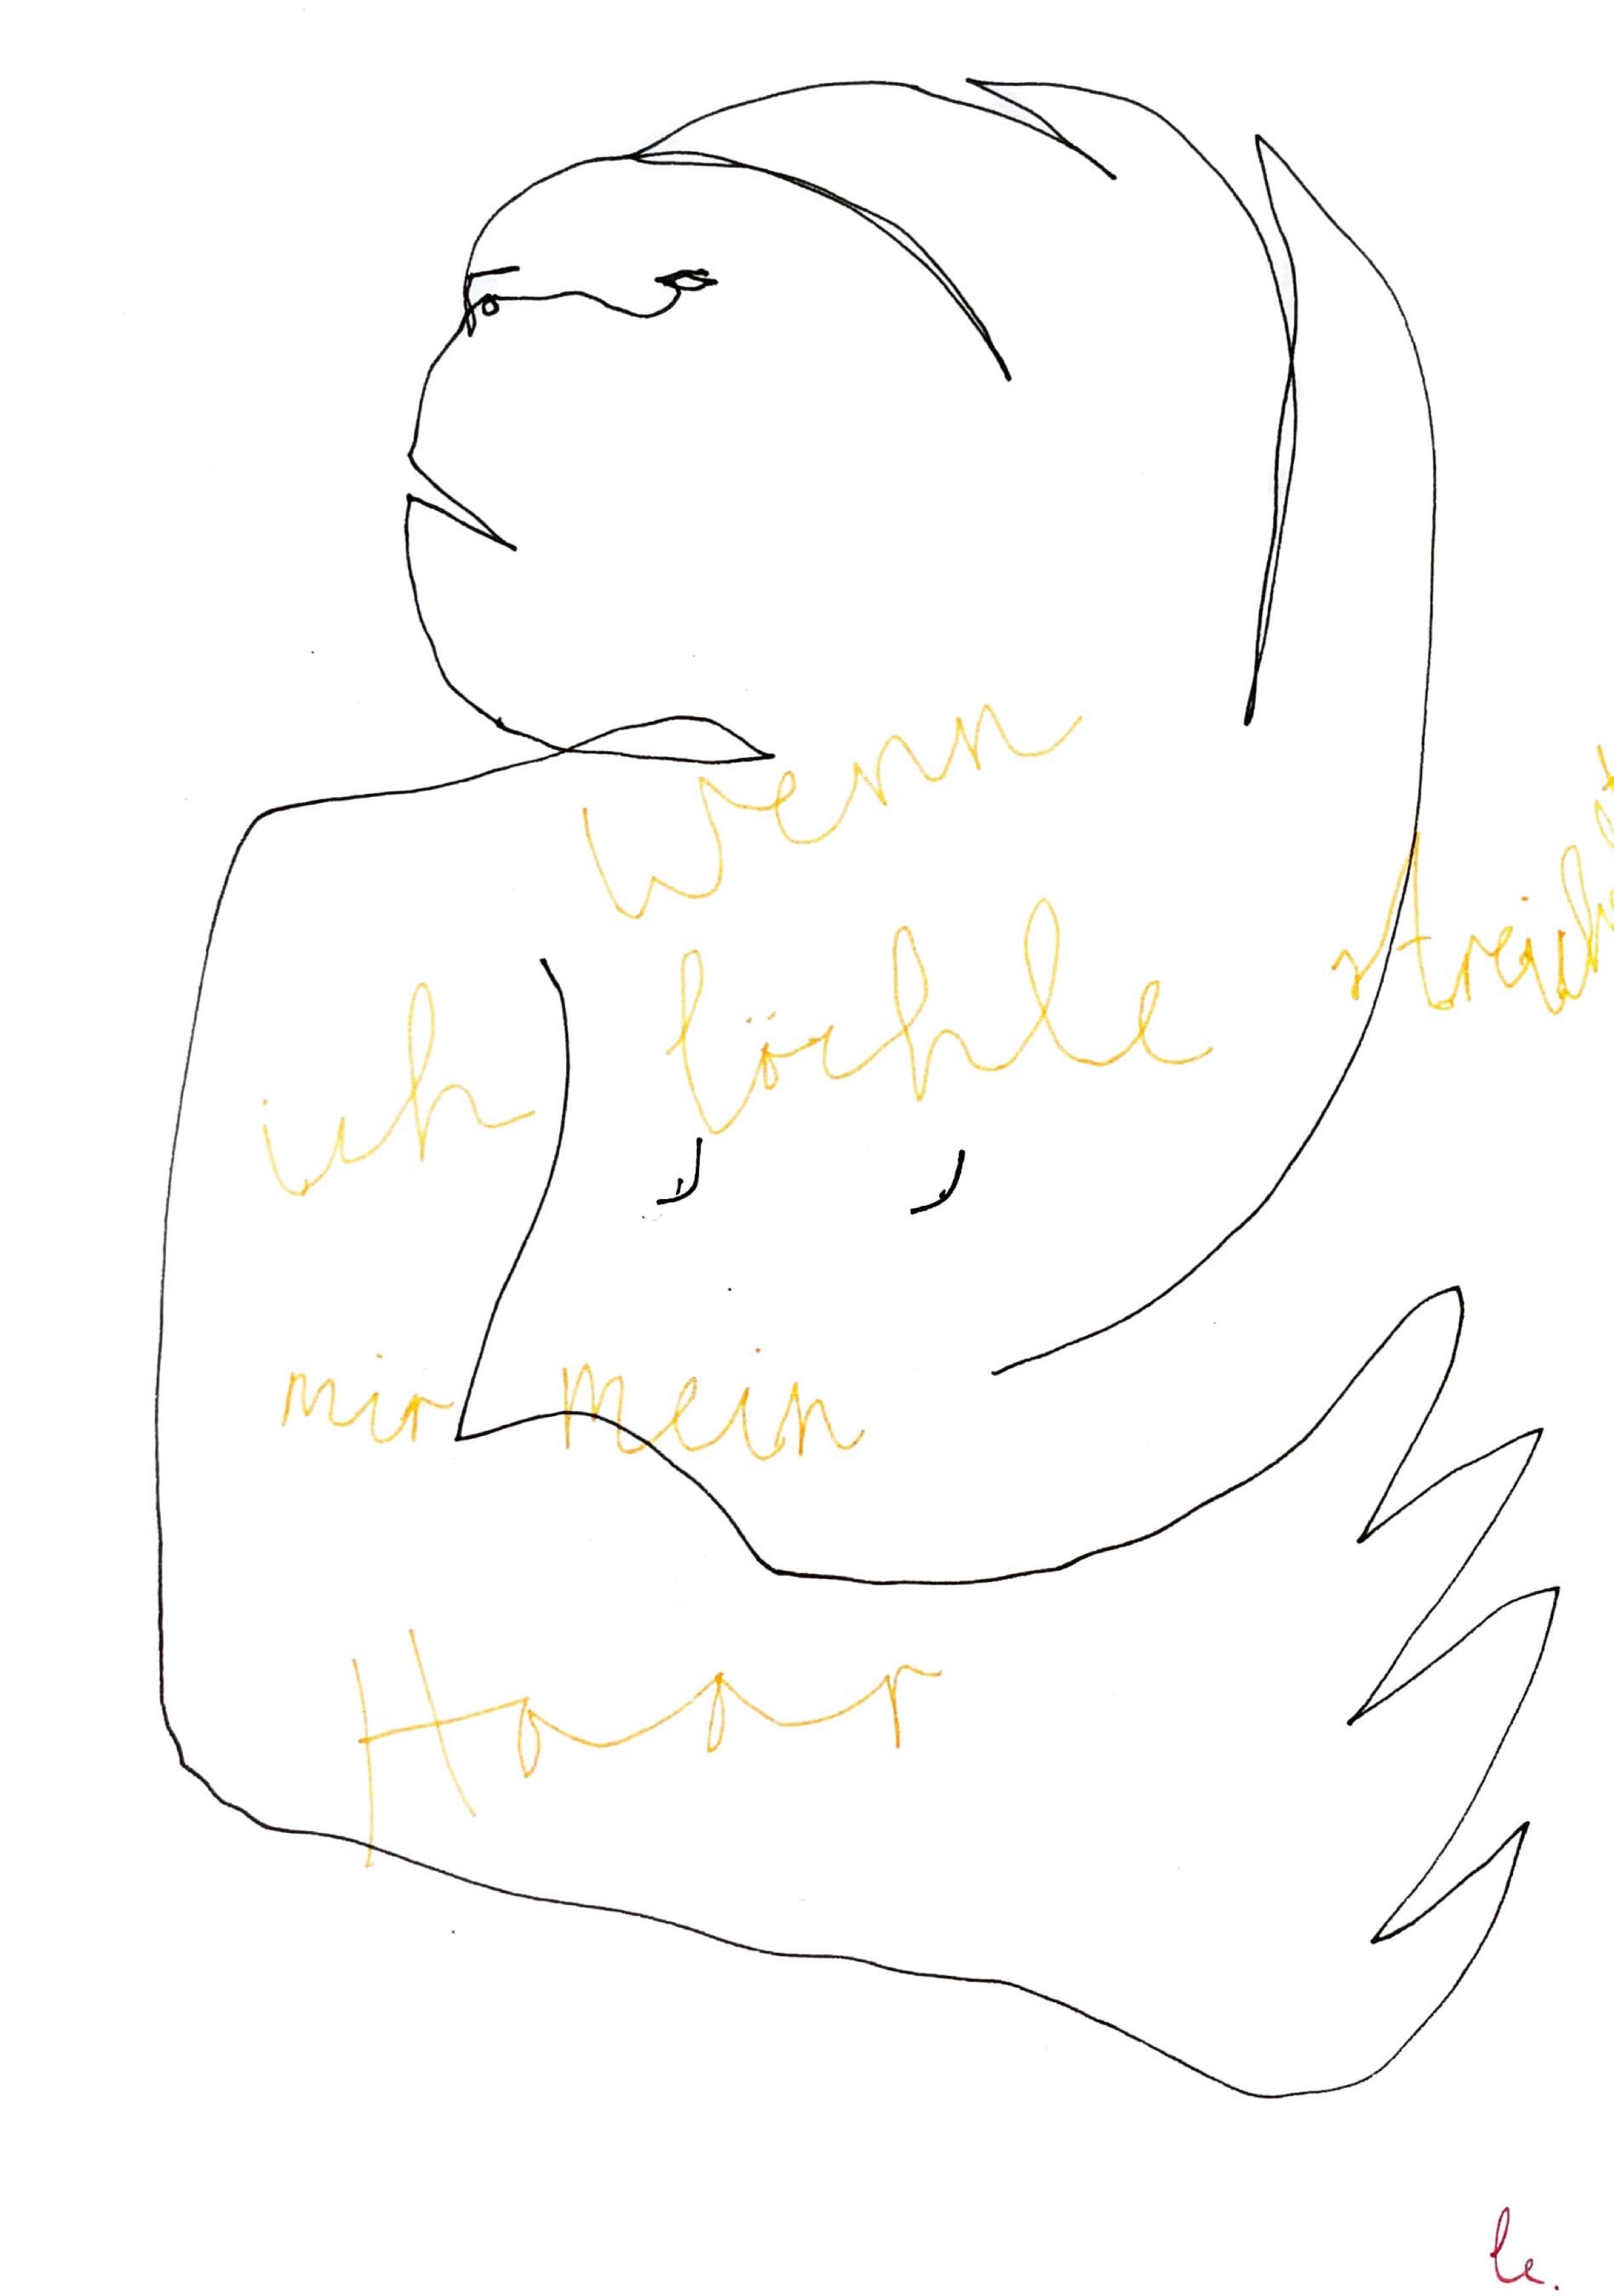 Wenn
ich lächle streich
mir mein
Haar
le.